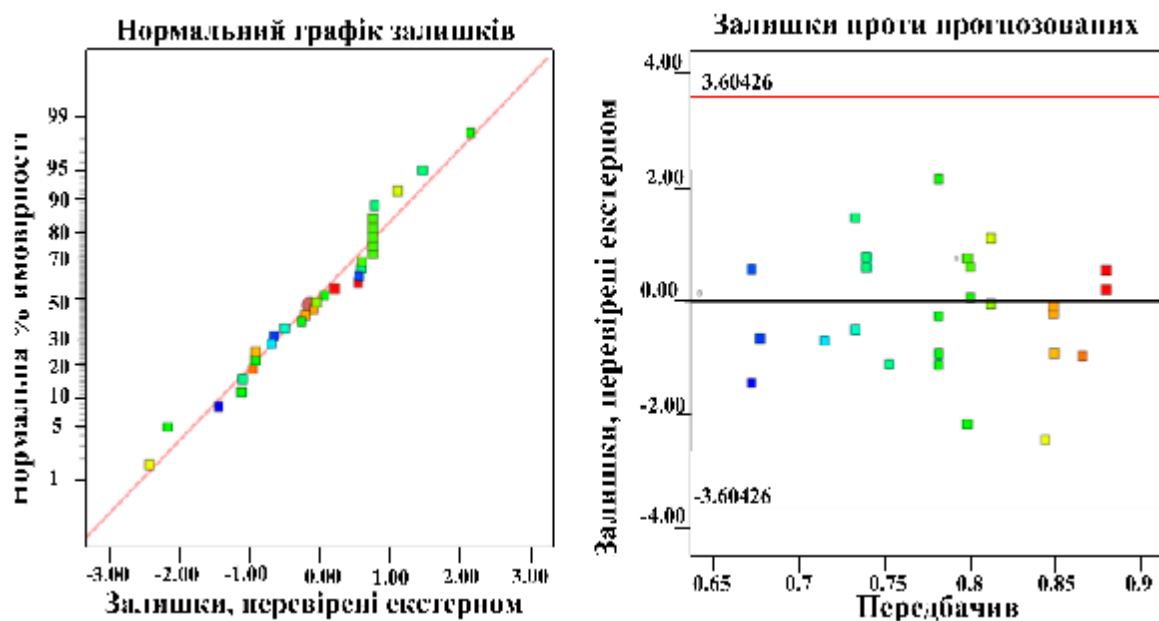 Нормальний графік залишків
Нормальна % ймовірності
99
95
90
80
70
50
30
20
10
5
1
-3.00 -2.00 -1.00 0.00 1.00 2.00 3.00
Залишки, перевірені екстерном
Залишки проти прогнозованих
Залишки, перевірені екстерном
4.00
3.60426
2.00
0.00
-2.00
-3.60426
-4.00
0.65 0.7 0.75 0.8 0.85 0.9
Передбачив